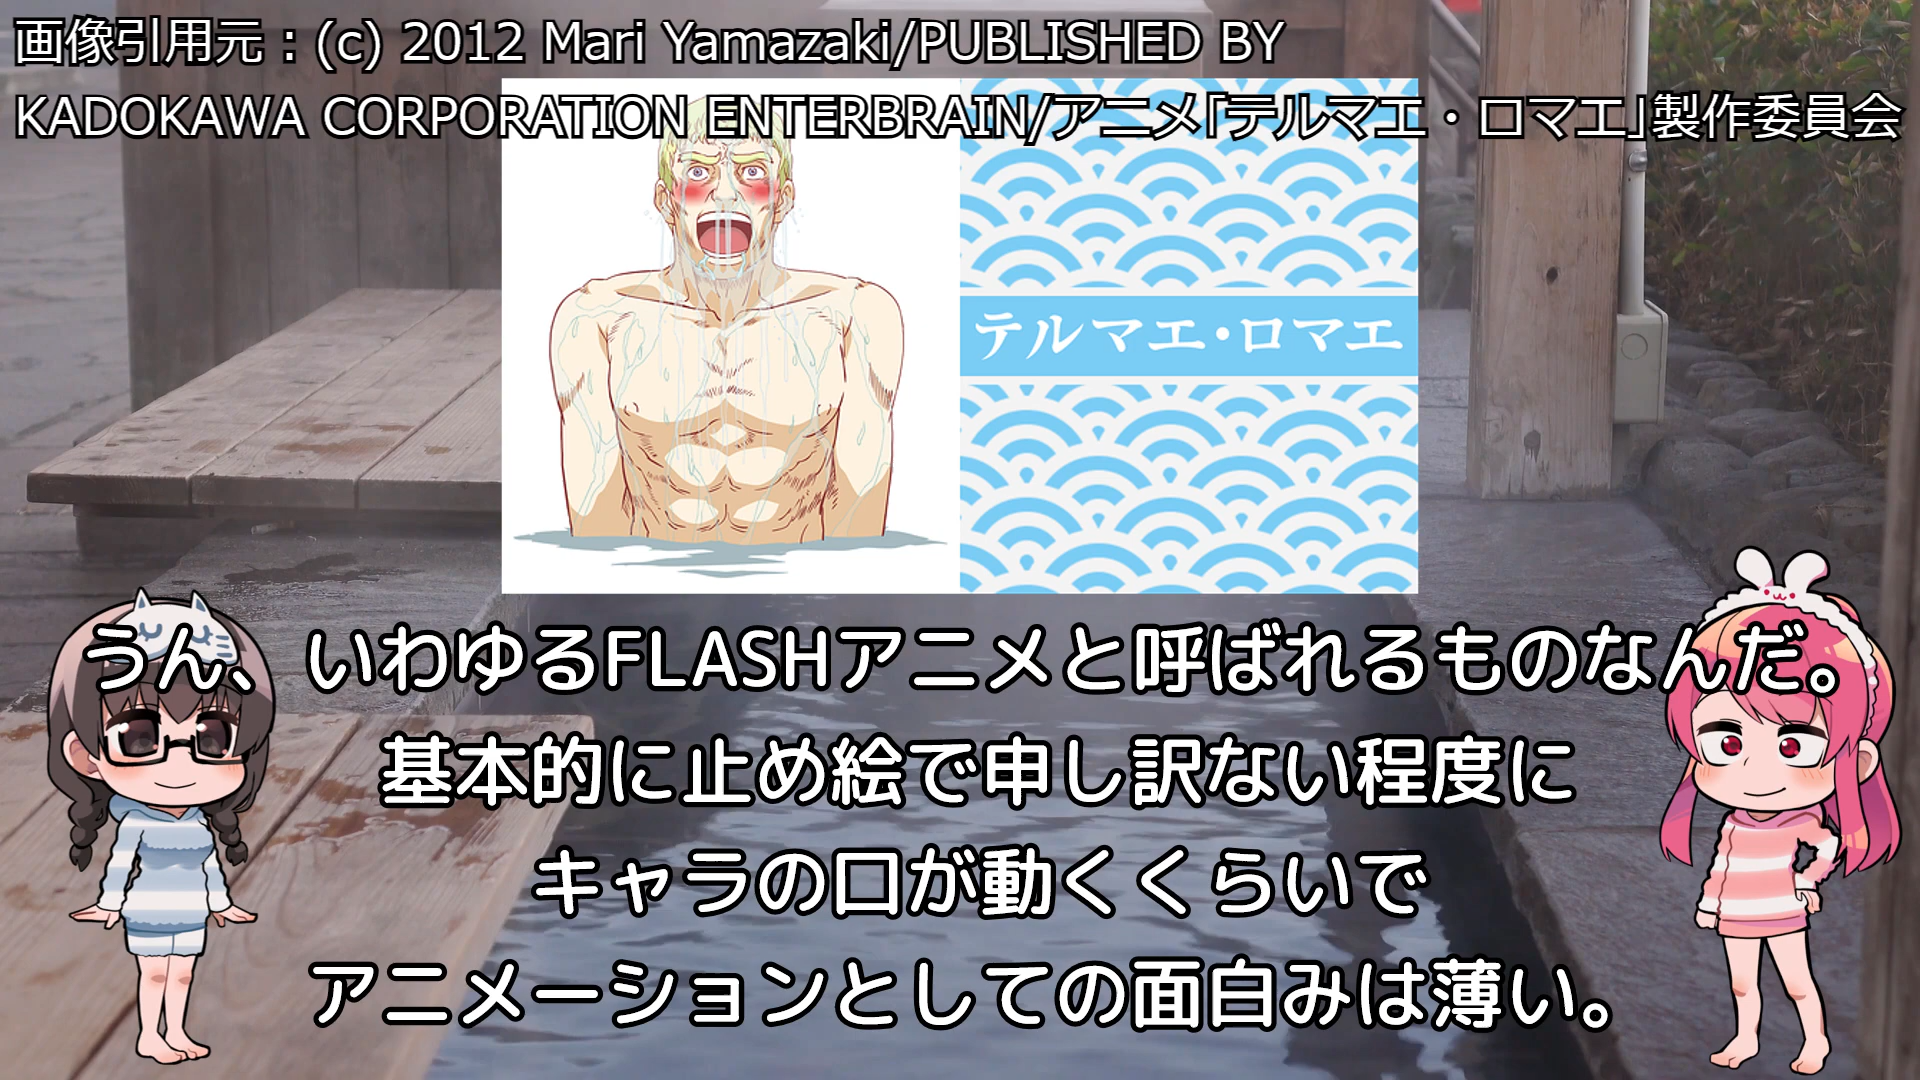 画像引用元：(c) 2012 Mari Yamazaki/PUBLISHED BY
KADOKAWA CORPORATION ENTERBRAIN/アニメ｢テルマエ・ロマエ｣製作委員会
テルマエ・ロマエ
うん、いわゆるFLASHアニメと呼ばれるものなんだ。
基本的に止め絵で申し訳ない程度に
キャラの口が動くくらいで
アニメーションとしての面白みは薄い。